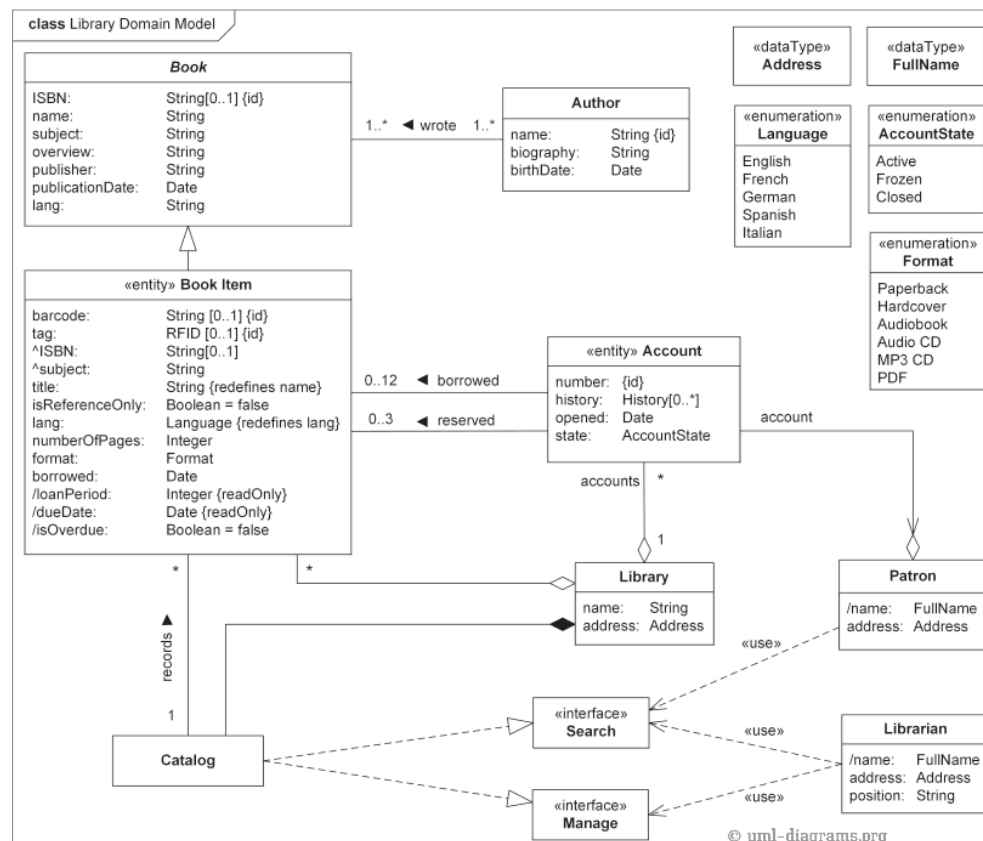 class Library Domain Model
Book
ISBN: String[0..1] {id}
name: String
subject: String
overview: String
publisher: String
publicationDate: Date
lang: String
1..* ◄ wrote 1..*
Author
name: String {id}
biography: String
birthDate: Date
«dataType»
Address
«dataType»
FullName
«enumeration»
Language
English
French
German
Spanish
Italian
«enumeration»
AccountState
Active
Frozen
Closed
«enumeration»
Format
Paperback
Hardcover
Audiobook
Audio CD
MP3 CD
PDF
«entity» Book Item
barcode: String [0..1] {id}
tag: RFID [0..1] {id}
^ISBN: String[0..1]
^subject: String
title: String {redefines name}
isReferenceOnly: Boolean = false
lang: Language {redefines lang}
numberOfPages: Integer
format: Format
borrowed: Date
/loanPeriod: Integer {readOnly}
/dueDate: Date {readOnly}
/isOverdue: Boolean = false
0..12 ◄ borrowed
0..3 ◄ reserved
«entity» Account
number: {id}
history: History[0..*]
opened: Date
state: AccountState
account
accounts *
1
* *
Library
name: String
address: Address
Patron
/name: FullName
address: Address
records ►
1
Catalog
«use»
«interface»
Search
«use»
«interface»
Manage
«use»
Librarian
/name: FullName
address: Address
position: String
© uml-diagrams.org